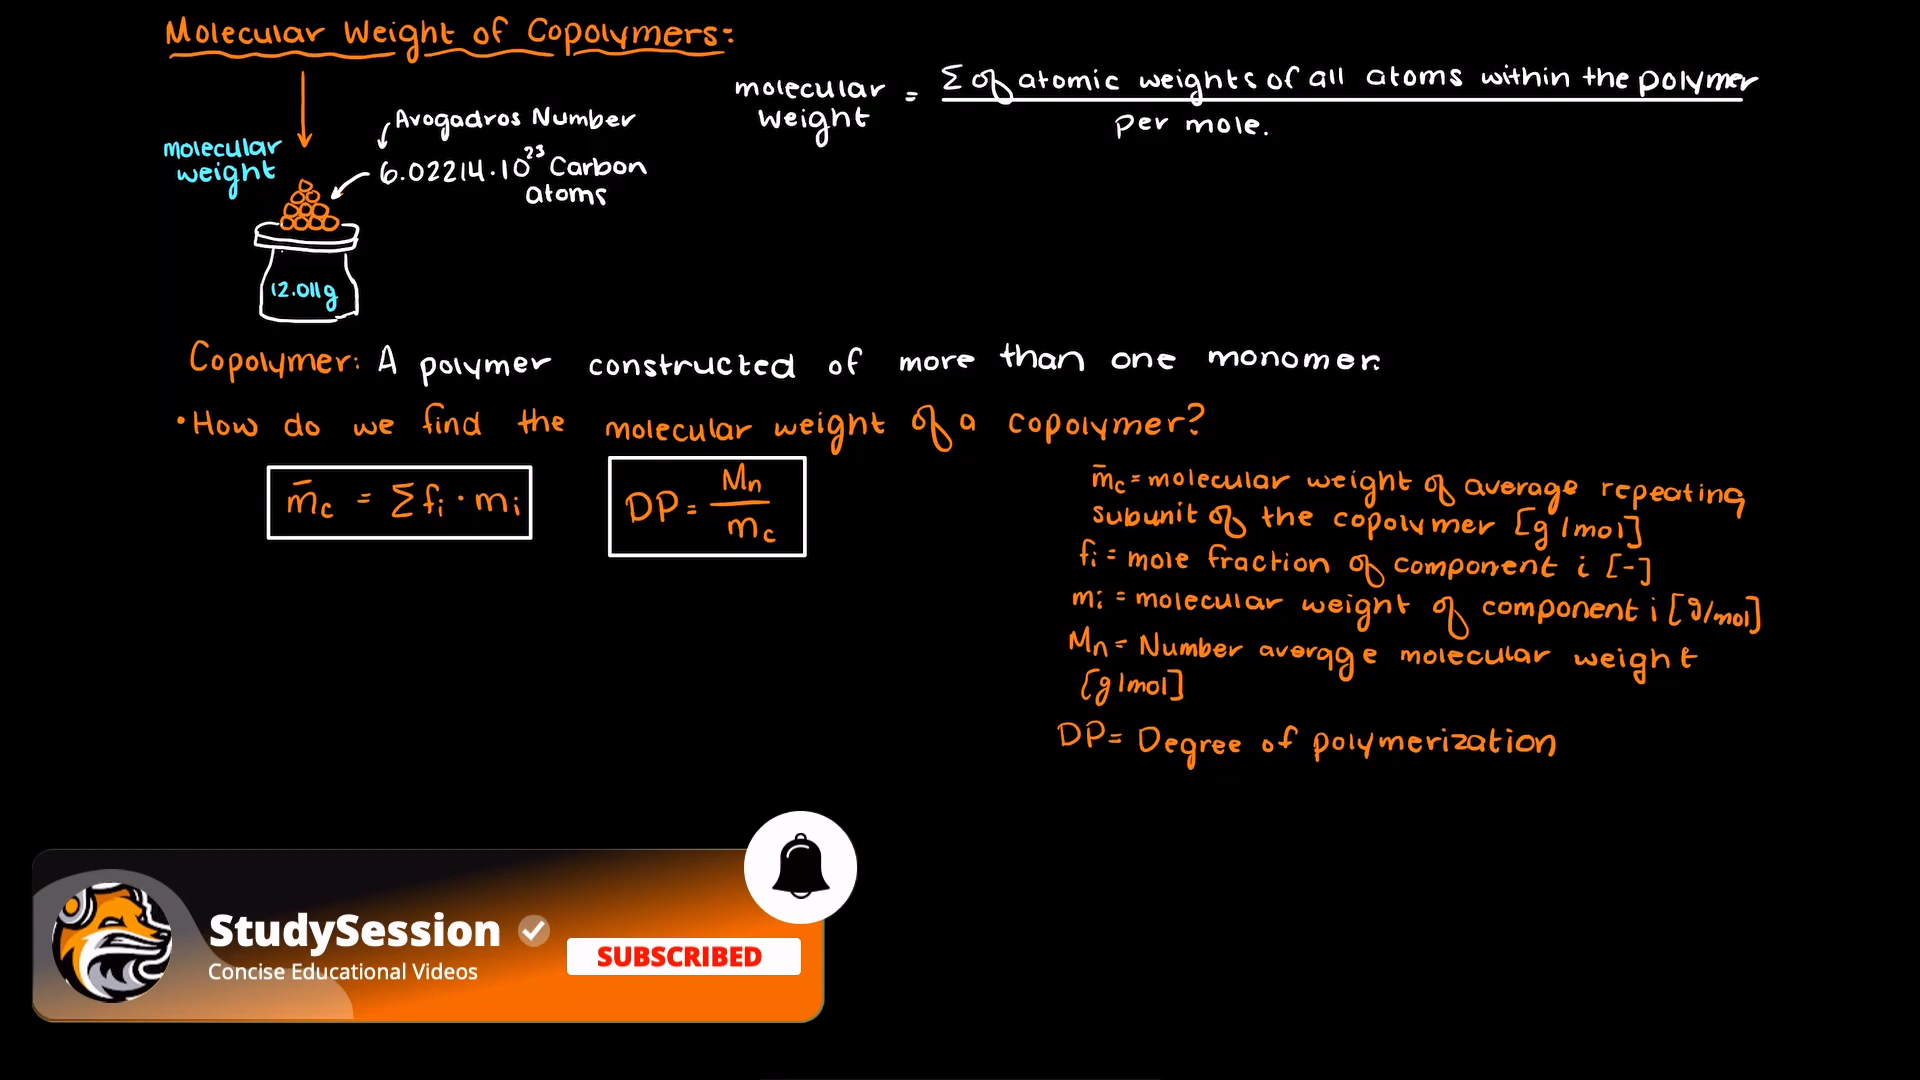 Molecular Weight of Copolymers:
molecular weight = Σ of atomic weights of all atoms within the polymer
per mole.
Avogadros Number
molecular
weight
6.02214·10²³ Carbon
atoms
12.011g
Copolymer: A polymer constructed of more than one monomer.
• How do we find the molecular weight of a copolymer?
m̄c = Σ fi · mi
DP = Mn / mc
m̄c = molecular weight of average repeating
subunit of the copolymer [g/mol]
fi = mole fraction of component i [-]
mi = molecular weight of component i [g/mol]
Mn = Number average molecular weight
[g/mol]
DP = Degree of polymerization
StudySession
SUBSCRIBED
Concise Educational Videos